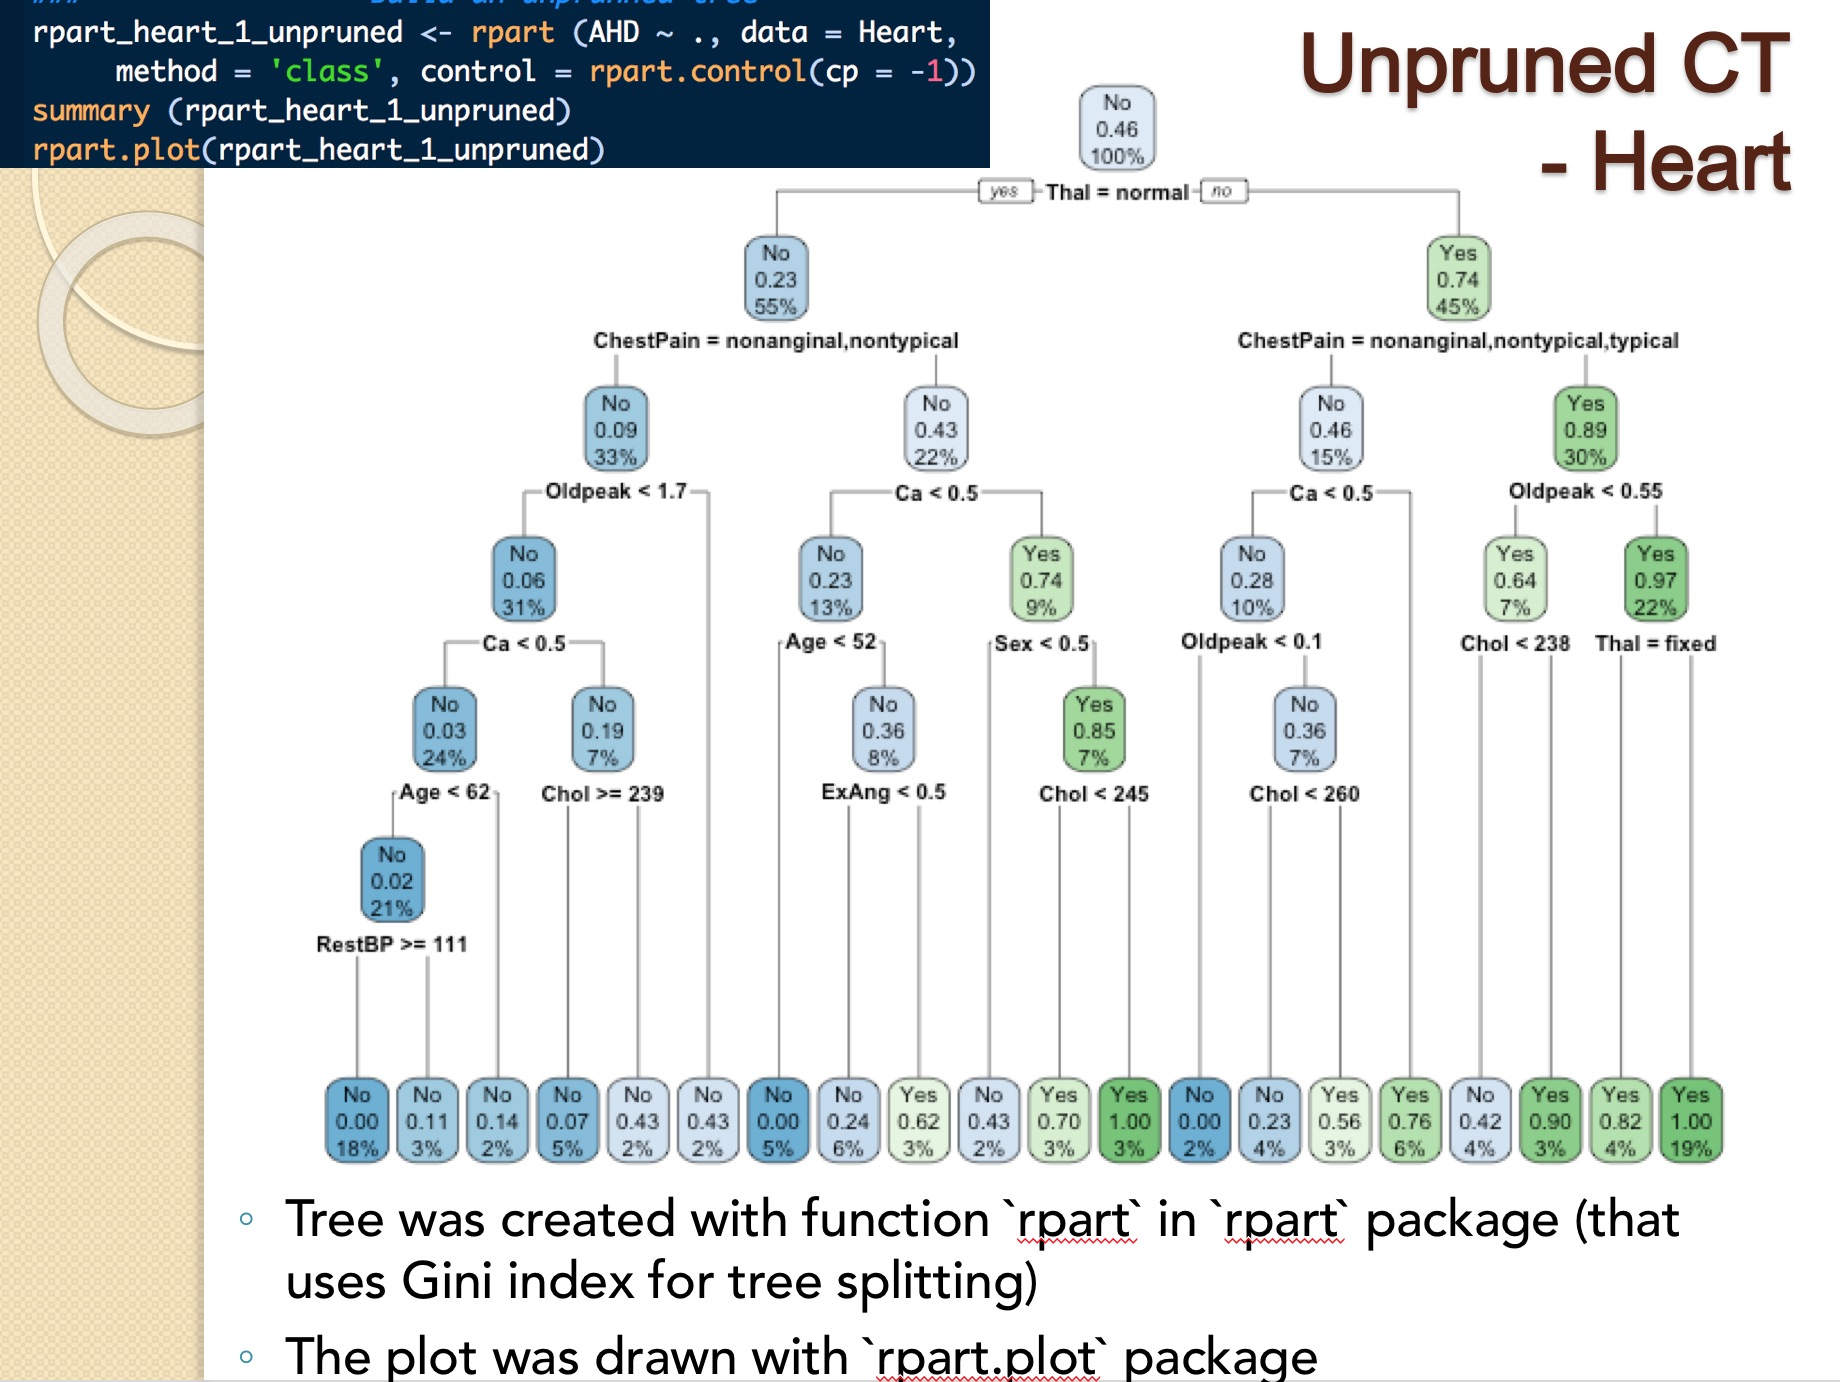 ### Build an unprunned tree
rpart_heart_1_unpruned <- rpart (AHD ~ ., data = Heart,
method = 'class', control = rpart.control(cp = -1))
summary (rpart_heart_1_unpruned)
rpart.plot(rpart_heart_1_unpruned)
Unpruned CT
- Heart
No
0.46
100%
yes Thal = normal no
No Yes
0.23 0.74
55% 45%
ChestPain = nonanginal,nontypical ChestPain = nonanginal,nontypical,typical
No No No Yes
0.09 0.43 0.46 0.89
33% 22% 15% 30%
Oldpeak < 1.7 Ca < 0.5 Ca < 0.5 Oldpeak < 0.55
No No Yes No Yes Yes
0.06 0.23 0.74 0.28 0.64 0.97
31% 13% 9% 10% 7% 22%
Ca < 0.5 Age < 52 Sex < 0.5 Oldpeak < 0.1 Chol < 238 Thal = fixed
No No No Yes No
0.03 0.19 0.36 0.85 0.36
24% 7% 8% 7% 7%
Age < 62 Chol >= 239 ExAng < 0.5 Chol < 245 Chol < 260
No
0.02
21%
RestBP >= 111
No No No No No No No No Yes No Yes Yes No No Yes Yes No Yes Yes Yes
0.00 0.11 0.14 0.07 0.43 0.43 0.00 0.24 0.62 0.43 0.70 1.00 0.00 0.23 0.56 0.76 0.42 0.90 0.82 1.00
18% 3% 2% 5% 2% 2% 5% 6% 3% 2% 3% 3% 2% 4% 3% 6% 4% 3% 4% 19%
◦ Tree was created with function `rpart` in `rpart` package (that
uses Gini index for tree splitting)
◦ The plot was drawn with `rpart.plot` package